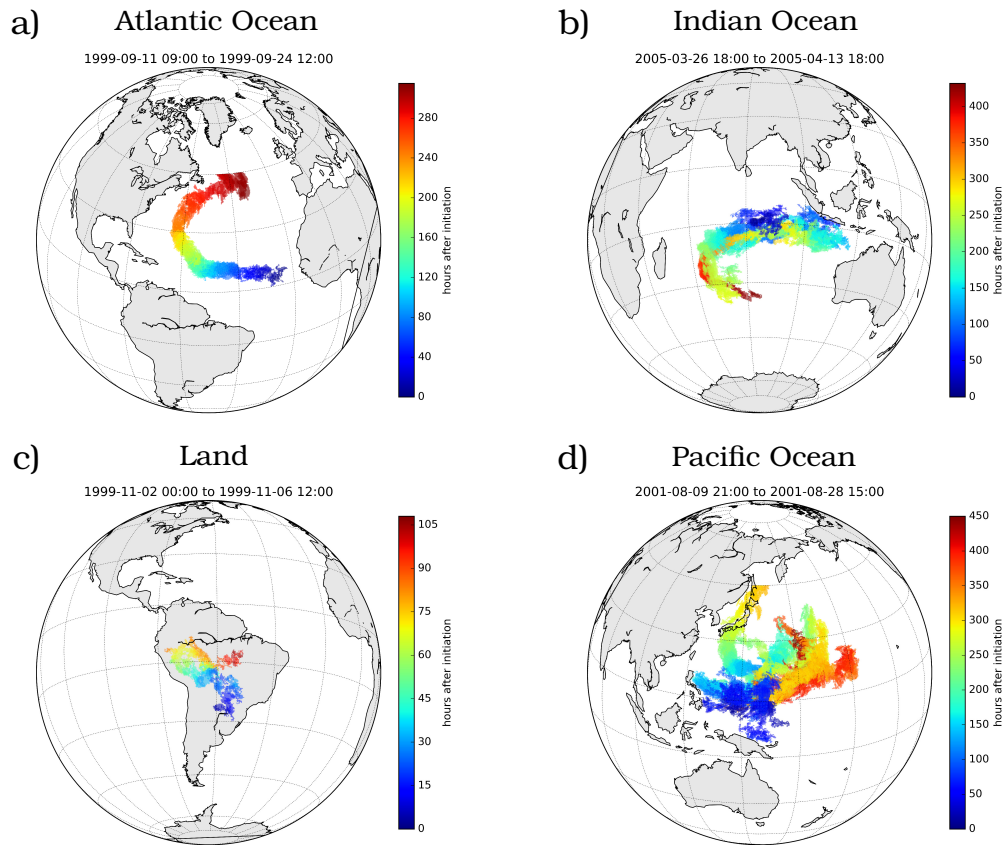 a) Atlantic Ocean
1999-09-11 09:00 to 1999-09-24 12:00
280
240
200
160
120
80
40
0
hours after initiation
b) Indian Ocean
2005-03-26 18:00 to 2005-04-13 18:00
400
350
300
250
200
150
100
50
0
hours after initiation
c) Land
1999-11-02 00:00 to 1999-11-06 12:00
105
90
75
60
45
30
15
0
hours after initiation
d) Pacific Ocean
2001-08-09 21:00 to 2001-08-28 15:00
450
400
350
300
250
200
150
100
50
0
hours after initiation